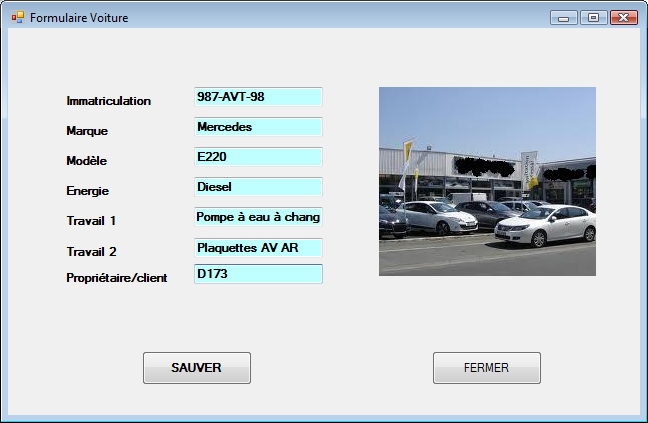 Formulaire Voiture
Immatriculation 987-AVT-98
Marque Mercedes
Modèle E220
Energie Diesel
Travail 1 Pompe à eau à chang
Travail 2 Plaquettes AV AR
Propriétaire/client D173
SAUVER FERMER